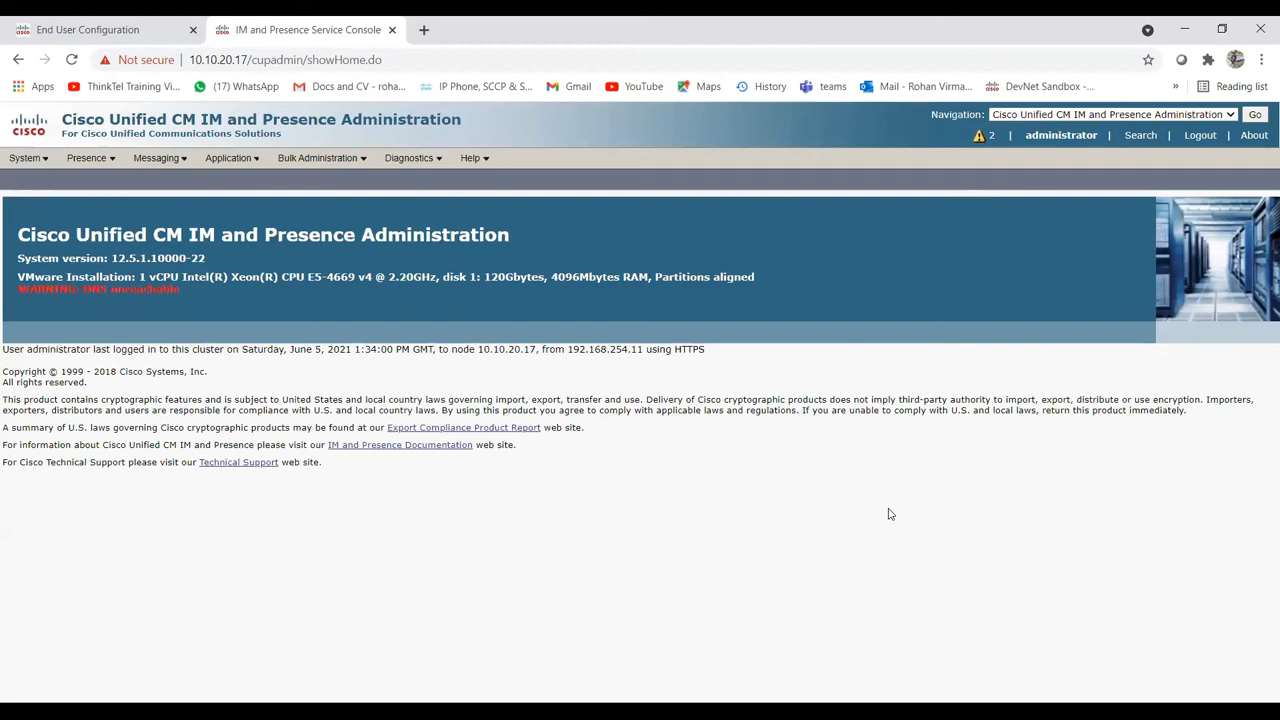 End User Configuration
IM and Presence Service Console
Not secure 10.10.20.17/cupadmin/showHome.do
Apps ThinkTel Training Vi... (17) WhatsApp Docs and CV - roha... IP Phone, SCCP & S... Gmail YouTube Maps History teams Mail - Rohan Virma... DevNet Sandbox -... » Reading list
Cisco Unified CM IM and Presence Administration
For Cisco Unified Communications Solutions
CISCO
Navigation: Cisco Unified CM IM and Presence Administration Go
2 | administrator | Search | Logout | About
System Presence Messaging Application Bulk Administration Diagnostics Help
Cisco Unified CM IM and Presence Administration
System version: 12.5.1.10000-22
VMware Installation: 1 vCPU Intel(R) Xeon(R) CPU E5-4669 v4 @ 2.20GHz, disk 1: 120Gbytes, 4096Mbytes RAM, Partitions aligned
WARNING: DNS unreachable
User administrator last logged in to this cluster on Saturday, June 5, 2021 1:34:00 PM GMT, to node 10.10.20.17, from 192.168.254.11 using HTTPS
Copyright © 1999 - 2018 Cisco Systems, Inc.
All rights reserved.
This product contains cryptographic features and is subject to United States and local country laws governing import, export, transfer and use. Delivery of Cisco cryptographic products does not imply third-party authority to import, export, distribute or use encryption. Importers,
exporters, distributors and users are responsible for compliance with U.S. and local country laws. By using this product you agree to comply with applicable laws and regulations. If you are unable to comply with U.S. and local laws, return this product immediately.
A summary of U.S. laws governing Cisco cryptographic products may be found at our Export Compliance Product Report web site.
For information about Cisco Unified CM IM and Presence please visit our IM and Presence Documentation web site.
For Cisco Technical Support please visit our Technical Support web site.